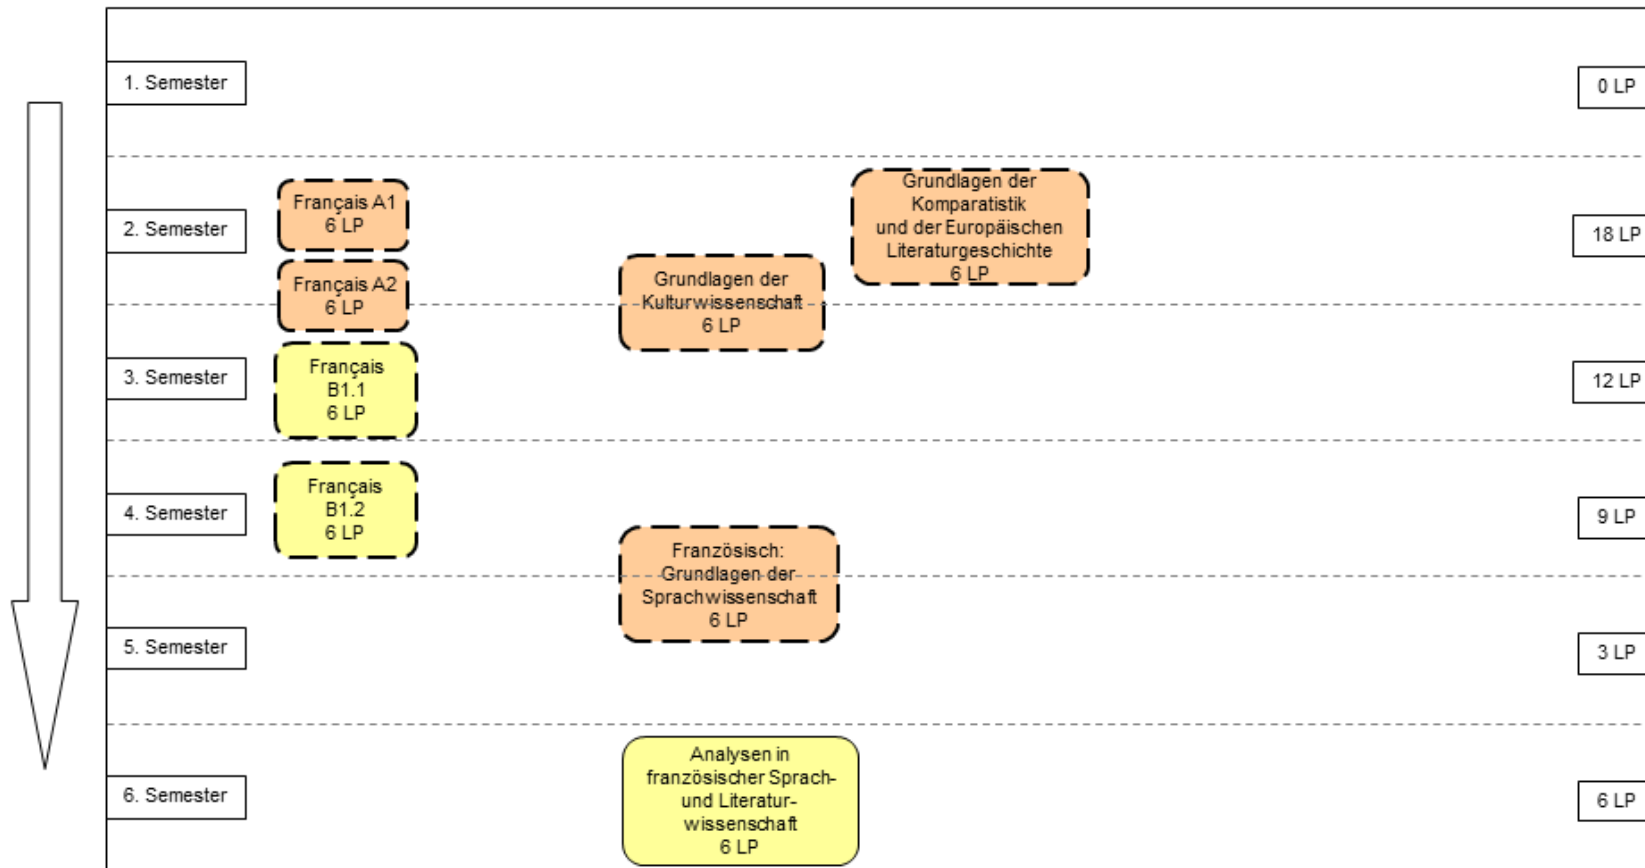 1. Semester
0 LP
2. Semester
Français A1
6 LP
Français A2
6 LP
Grundlagen der
Kulturwissenschaft
6 LP
Grundlagen der
Komparatistik
und der Europäischen
Literaturgeschichte
6 LP
18 LP
3. Semester
Français
B1.1
6 LP
12 LP
4. Semester
Français
B1.2
6 LP
Französisch:
Grundlagen der
Sprachwissenschaft
6 LP
9 LP
5. Semester
3 LP
6. Semester
Analysen in
französischer Sprach-
und Literatur-
wissenschaft
6 LP
6 LP